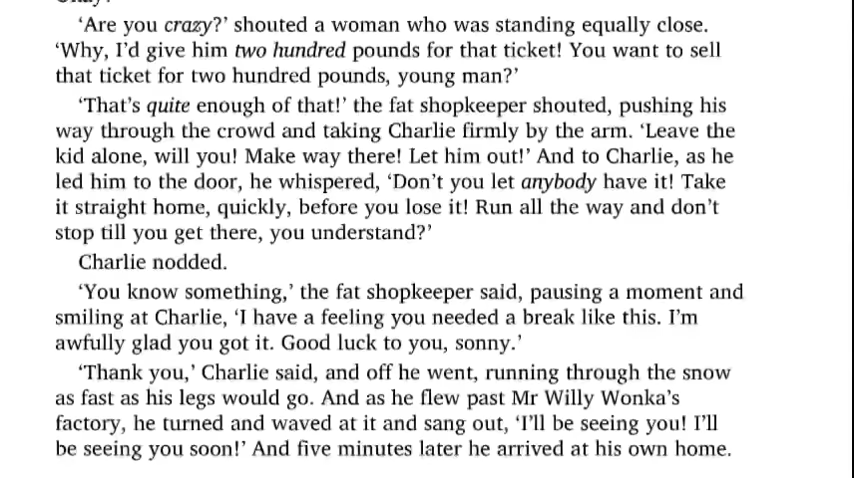 ‘Are you crazy?’ shouted a woman who was standing equally close.
‘Why, I’d give him two hundred pounds for that ticket! You want to sell
that ticket for two hundred pounds, young man?’
‘That’s quite enough of that!’ the fat shopkeeper shouted, pushing his
way through the crowd and taking Charlie firmly by the arm. ‘Leave the
kid alone, will you! Make way there! Let him out!’ And to Charlie, as he
led him to the door, he whispered, ‘Don’t you let anybody have it! Take
it straight home, quickly, before you lose it! Run all the way and don’t
stop till you get there, you understand?’
Charlie nodded.
‘You know something,’ the fat shopkeeper said, pausing a moment and
smiling at Charlie, ‘I have a feeling you needed a break like this. I’m
awfully glad you got it. Good luck to you, sonny.’
‘Thank you,’ Charlie said, and off he went, running through the snow
as fast as his legs would go. And as he flew past Mr Willy Wonka’s
factory, he turned and waved at it and sang out, ‘I’ll be seeing you! I’ll
be seeing you soon!’ And five minutes later he arrived at his own home.